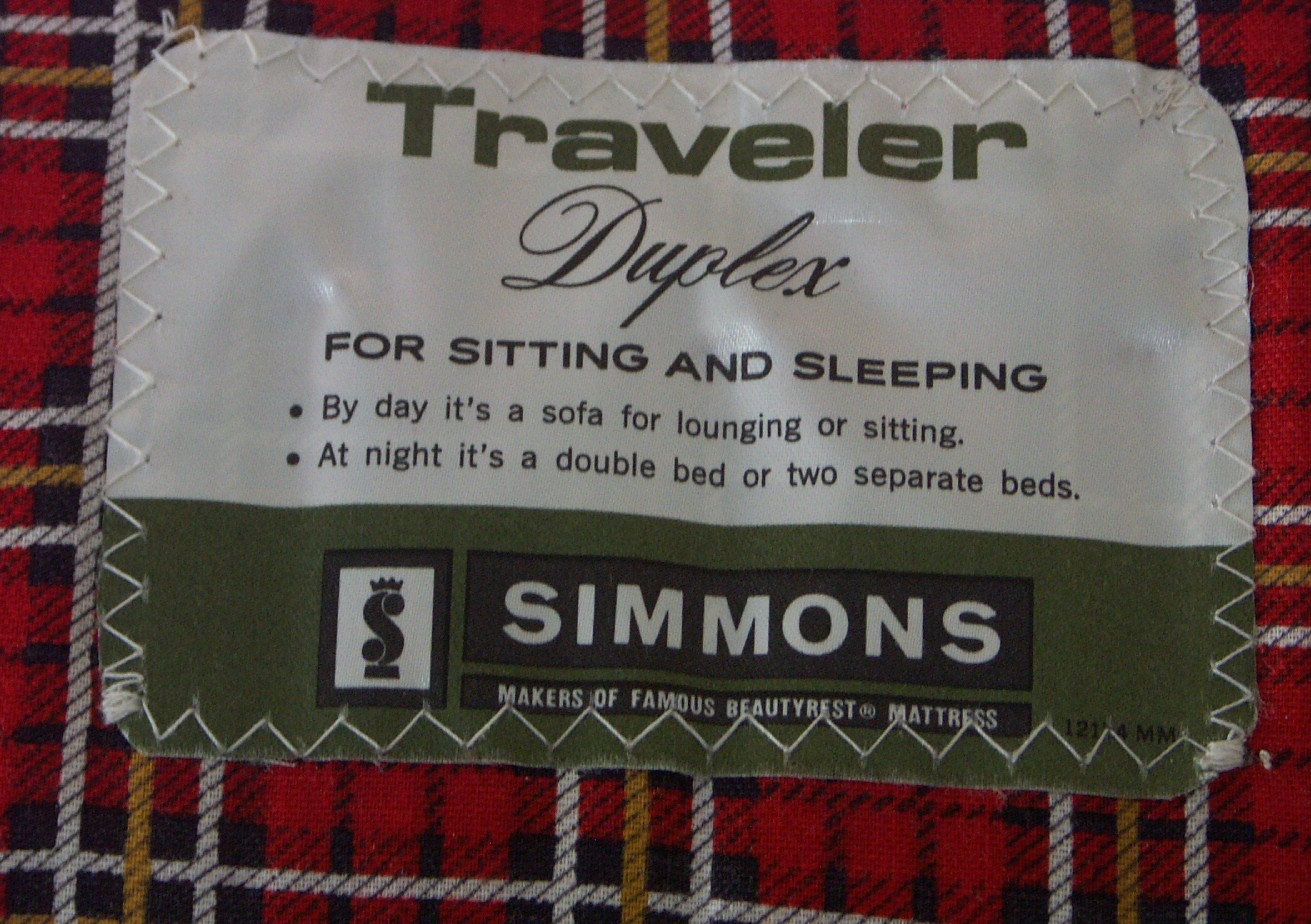 Traveler
Duplex
FOR SITTING AND SLEEPING
• By day it's a sofa for lounging or sitting.
• At night it's a double bed or two separate beds.
S
SIMMONS
MAKERS OF FAMOUS BEAUTYREST® MATTRESS
MM